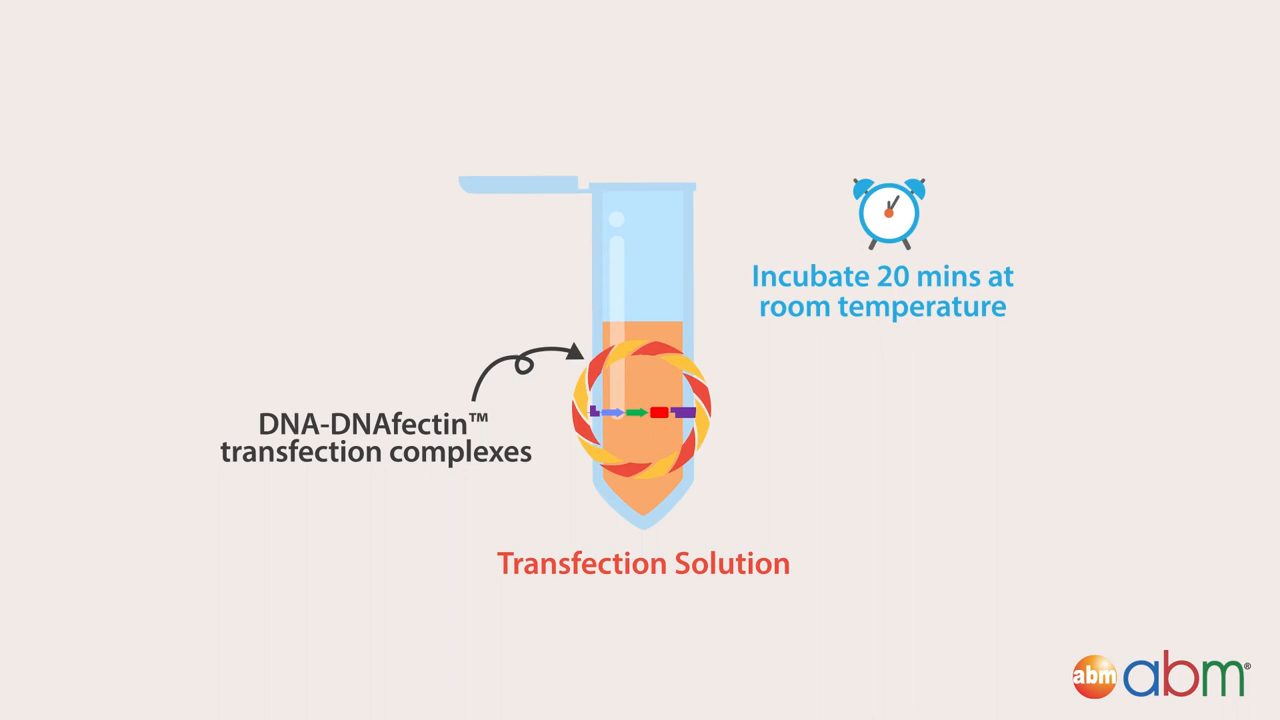 Incubate 20 mins at
room temperature
DNA-DNAfectin™
transfection complexes
Transfection Solution
abm abm®